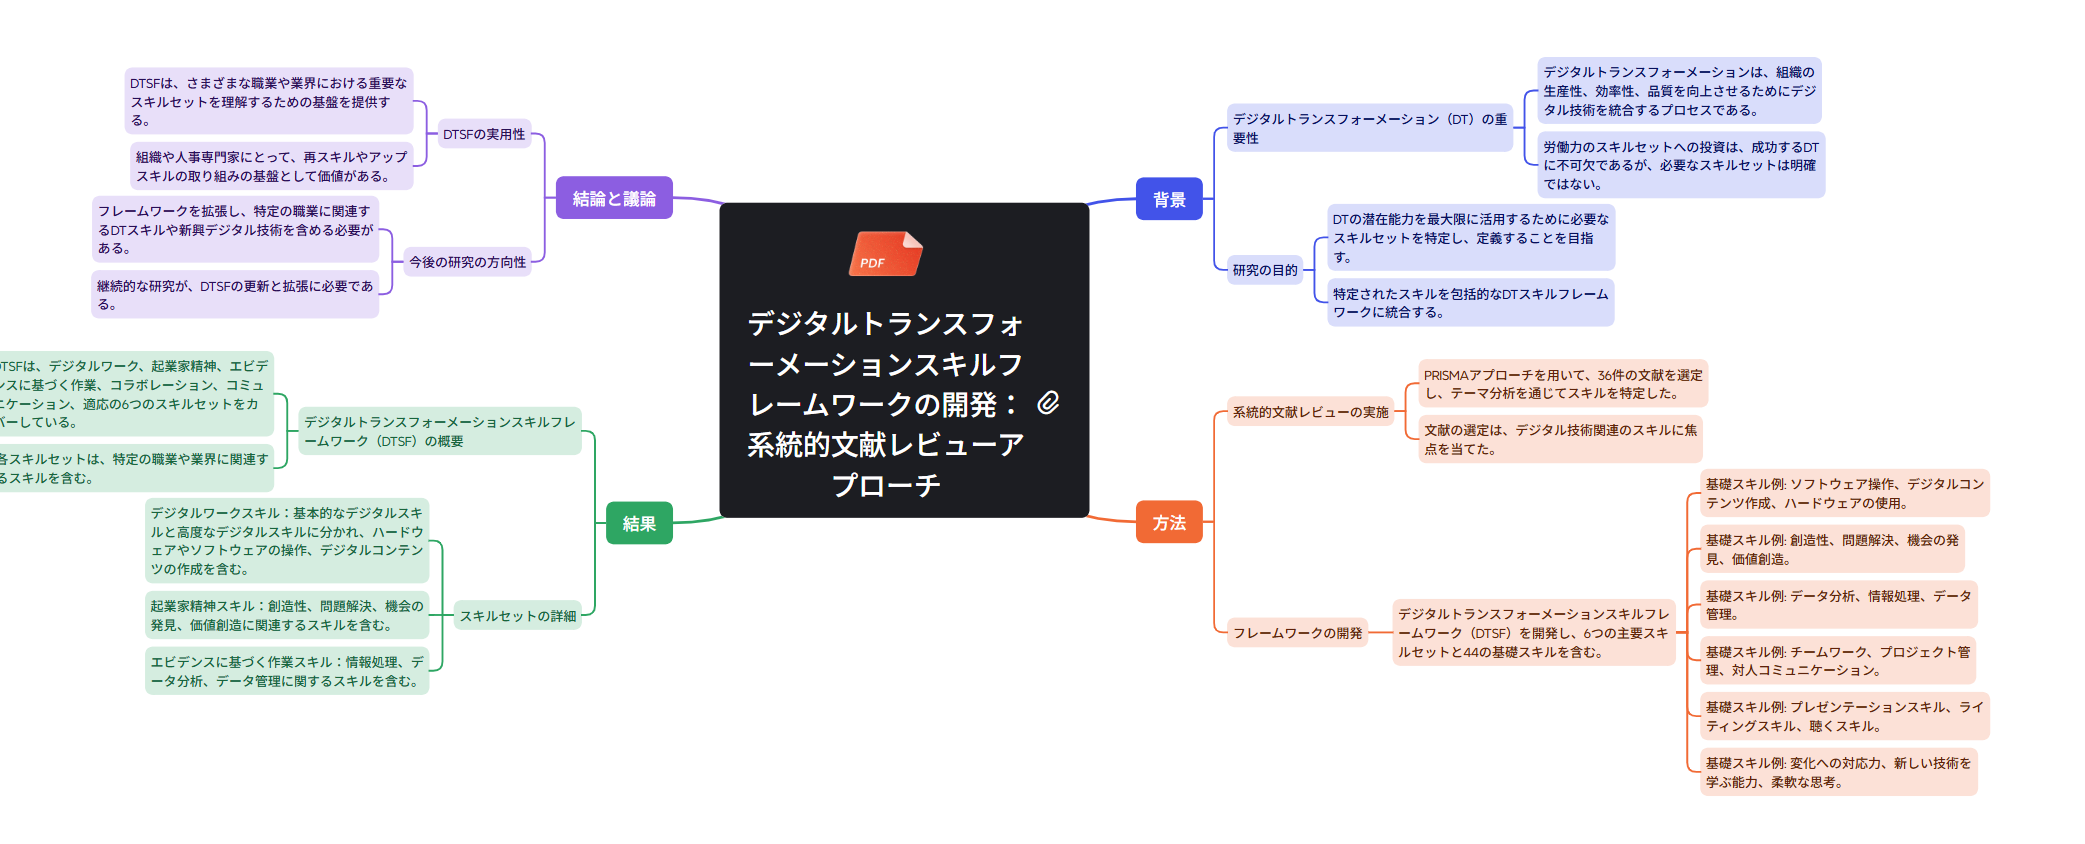 DTSFは、さまざまな職業や業界における重要な
スキルセットを理解するための基盤を提供す
る。
組織や人事専門家にとって、再スキルやアップ
スキルの取り組みの基盤として価値がある。
DTSFの実用性
フレームワークを拡張し、特定の職業に関連す
るDTスキルや新興デジタル技術を含める必要が
ある。
継続的な研究が、DTSFの更新と拡張に必要であ
る。
今後の研究の方向性
結論と議論
TSFは、デジタルワーク、起業家精神、エビデ
ンスに基づく作業、コラボレーション、コミュ
ニケーション、適応の6つのスキルセットをカ
バーしている。
各スキルセットは、特定の職業や業界に関連す
るスキルを含む。
デジタルトランスフォーメーションスキルフレ
ームワーク（DTSF）の概要
デジタルワークスキル：基本的なデジタルスキ
ルと高度なデジタルスキルに分かれ、ハードウ
ェアやソフトウェアの操作、デジタルコンテン
ツの作成を含む。
起業家精神スキル：創造性、問題解決、機会の
発見、価値創造に関連するスキルを含む。
エビデンスに基づく作業スキル：情報処理、デ
ータ分析、データ管理に関するスキルを含む。
スキルセットの詳細
結果
PDF
デジタルトランスフォ
ーメーションスキルフ
レームワークの開発：
系統的文献レビューア
プローチ
背景
デジタルトランスフォーメーション（DT）の重
要性
デジタルトランスフォーメーションは、組織の
生産性、効率性、品質を向上させるためにデジ
タル技術を統合するプロセスである。
労働力のスキルセットへの投資は、成功するDT
に不可欠であるが、必要なスキルセットは明確
ではない。
研究の目的
DTの潜在能力を最大限に活用するために必要な
スキルセットを特定し、定義することを目指
す。
特定されたスキルを包括的なDTスキルフレーム
ワークに統合する。
方法
系統的文献レビューの実施
PRISMAアプローチを用いて、36件の文献を選定
し、テーマ分析を通じてスキルを特定した。
文献の選定は、デジタル技術関連のスキルに焦
点を当てた。
フレームワークの開発
デジタルトランスフォーメーションスキルフレ
ームワーク（DTSF）を開発し、6つの主要スキ
ルセットと44の基礎スキルを含む。
基礎スキル例: ソフトウェア操作、デジタルコン
テンツ作成、ハードウェアの使用。
基礎スキル例: 創造性、問題解決、機会の発
見、価値創造。
基礎スキル例: データ分析、情報処理、データ
管理。
基礎スキル例: チームワーク、プロジェクト管
理、対人コミュニケーション。
基礎スキル例: プレゼンテーションスキル、ライ
ティングスキル、聴くスキル。
基礎スキル例: 変化への対応力、新しい技術を
学ぶ能力、柔軟な思考。